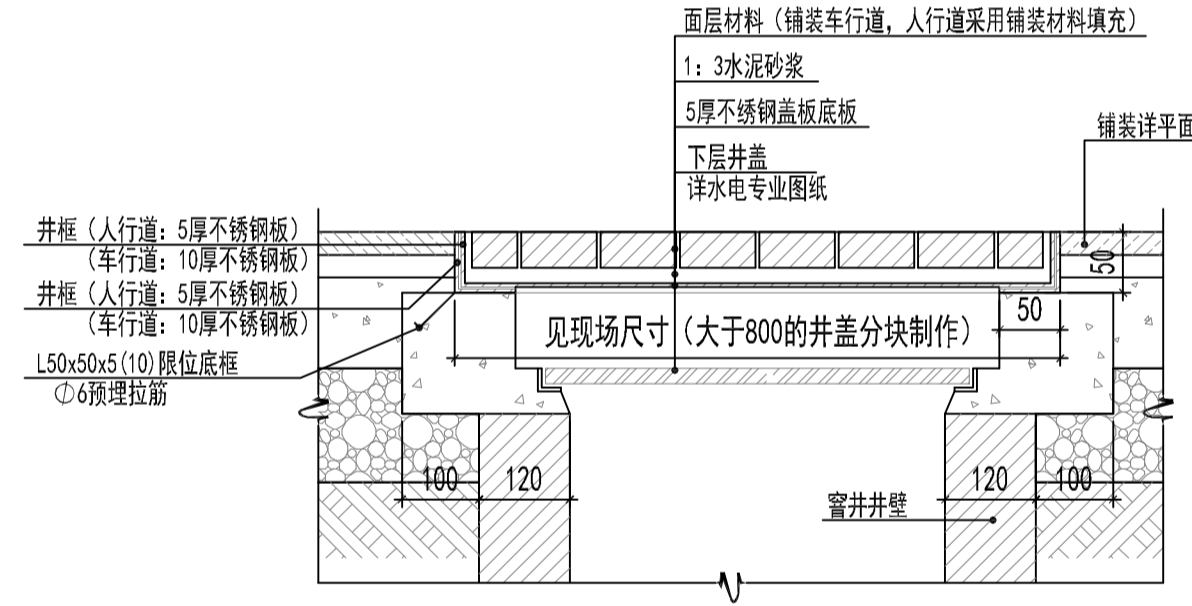 面层材料（铺装车行道，人行道采用铺装材料填充）
1：3水泥砂浆
5厚不绣钢盖板底板
下层井盖
详水电专业图纸
铺装详平面
井框（人行道：5厚不锈钢板）
（车行道：10厚不锈钢板）
井框（人行道：5厚不锈钢板）
（车行道：10厚不锈钢板）
L50x50x5(10)限位底框
∅6预埋拉筋
50
50
见现场尺寸（大于800的井盖分块制作）
100
120
120
100
窨井井壁